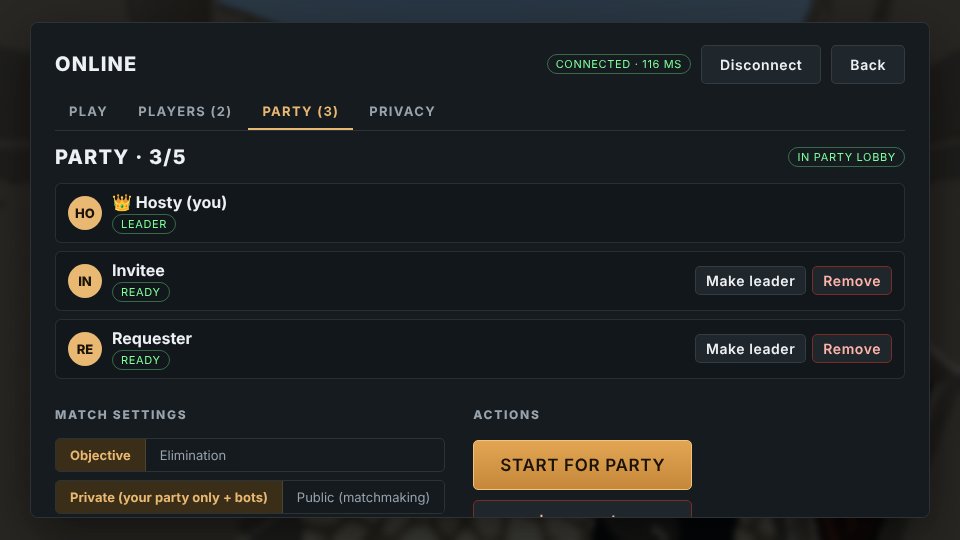 ONLINE
CONNECTED · 116 MS
Disconnect
Back
PLAY
PLAYERS (2)
PARTY (3)
PRIVACY
PARTY · 3/5
IN PARTY LOBBY
HO
👑 Hosty (you)
LEADER
IN
Invitee
READY
Make leader
Remove
RE
Requester
READY
Make leader
Remove
MATCH SETTINGS
ACTIONS
Objective
Elimination
START FOR PARTY
Private (your party only + bots)
Public (matchmaking)